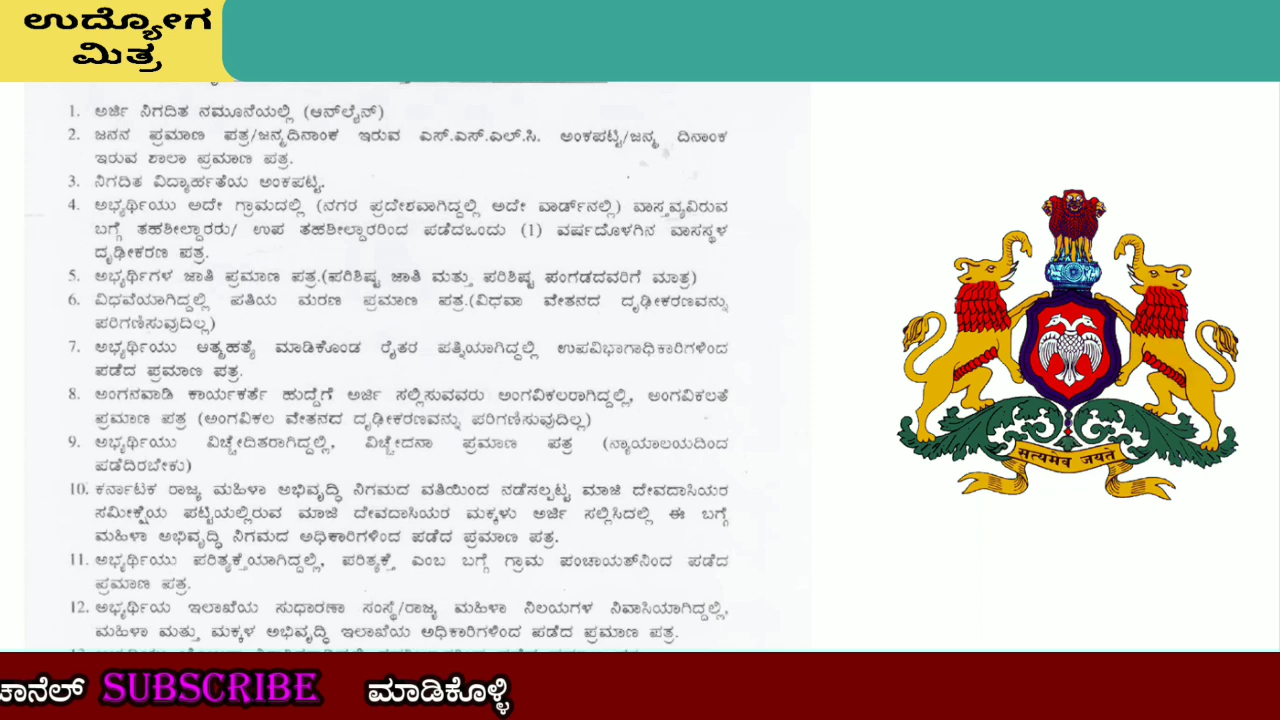 ಉದ್ಯೋಗ
ಮಿತ್ರ
1. ಅರ್ಜಿ ನಿಗದಿತ ನಮೂನೆಯಲ್ಲಿ (ಆನ್‌ಲೈನ್)
2. ಜನನ ಪ್ರಮಾಣ ಪತ್ರ/ಜನ್ಮದಿನಾಂಕ ಇರುವ ಎಸ್.ಎಸ್.ಎಲ್.ಸಿ. ಅಂಕಪಟ್ಟಿ/ಜನ್ಮ ದಿನಾಂಕ
ಇರುವ ಶಾಲಾ ಪ್ರಮಾಣ ಪತ್ರ.
3. ನಿಗದಿತ ವಿದ್ಯಾರ್ಹತೆಯ ಅಂಕಪಟ್ಟಿ.
4. ಅಭ್ಯರ್ಥಿಯು ಅದೇ ಗ್ರಾಮದಲ್ಲಿ (ನಗರ ಪ್ರದೇಶವಾಗಿದ್ದಲ್ಲಿ ಅದೇ ವಾರ್ಡ್‌ನಲ್ಲಿ) ವಾಸ್ತವ್ಯವಿರುವ
ಬಗ್ಗೆ ತಹಶೀಲ್ದಾರರು/ ಉಪ ತಹಶೀಲ್ದಾರರಿಂದ ಪಡೆದಒಂದು (1) ವರ್ಷದೊಳಗಿನ ವಾಸಸ್ಥಳ
ದೃಢೀಕರಣ ಪತ್ರ.
5. ಅಭ್ಯರ್ಥಿಗಳ ಜಾತಿ ಪ್ರಮಾಣ ಪತ್ರ.(ಪರಿಶಿಷ್ಟ ಜಾತಿ ಮತ್ತು ಪರಿಶಿಷ್ಟ ಪಂಗಡದವರಿಗೆ ಮಾತ್ರ)
6. ವಿಧವೆಯಾಗಿದ್ದಲ್ಲಿ ಪತಿಯ ಮರಣ ಪ್ರಮಾಣ ಪತ್ರ.(ವಿಧವಾ ವೇತನದ ದೃಢೀಕರಣವನ್ನು
ಪರಿಗಣಿಸುವುದಿಲ್ಲ)
7. ಅಭ್ಯರ್ಥಿಯು ಆತ್ಮಹತ್ಯೆ ಮಾಡಿಕೊಂಡ ರೈತರ ಪತ್ನಿಯಾಗಿದ್ದಲ್ಲಿ ಉಪವಿಭಾಗಾಧಿಕಾರಿಗಳಿಂದ
ಪಡೆದ ಪ್ರಮಾಣ ಪತ್ರ.
8. ಅಂಗನವಾಡಿ ಕಾರ್ಯಕರ್ತೆ ಹುದ್ದೆಗೆ ಅರ್ಜಿ ಸಲ್ಲಿಸುವವರು ಅಂಗವಿಕಲರಾಗಿದ್ದಲ್ಲಿ, ಅಂಗವಿಕಲತೆ
ಪ್ರಮಾಣ ಪತ್ರ (ಅಂಗವಿಕಲ ವೇತನದ ದೃಢೀಕರಣವನ್ನು ಪರಿಗಣಿಸುವುದಿಲ್ಲ)
9. ಅಭ್ಯರ್ಥಿಯು ವಿಚ್ಛೇದಿತರಾಗಿದ್ದಲ್ಲಿ, ವಿಚ್ಛೇದನಾ ಪ್ರಮಾಣ ಪತ್ರ (ನ್ಯಾಯಾಲಯದಿಂದ
ಪಡೆದಿರಬೇಕು)
10. ಕರ್ನಾಟಕ ರಾಜ್ಯ ಮಹಿಳಾ ಅಭಿವೃದ್ಧಿ ನಿಗಮದ ವತಿಯಿಂದ ನಡೆಸಲ್ಪಟ್ಟ ಮಾಜಿ ದೇವದಾಸಿಯರ
ಸಮೀಕ್ಷೆಯ ಪಟ್ಟಿಯಲ್ಲಿರುವ ಮಾಜಿ ದೇವದಾಸಿಯರ ಮಕ್ಕಳು ಅರ್ಜಿ ಸಲ್ಲಿಸಿದಲ್ಲಿ ಈ ಬಗ್ಗೆ
ಮಹಿಳಾ ಅಭಿವೃದ್ಧಿ ನಿಗಮದ ಅಧಿಕಾರಿಗಳಿಂದ ಪಡೆದ ಪ್ರಮಾಣ ಪತ್ರ.
11. ಅಭ್ಯರ್ಥಿಯು ಪರಿತ್ಯಕ್ತೆಯಾಗಿದ್ದಲ್ಲಿ, ಪರಿತ್ಯಕ್ತೆ ಎಂಬ ಬಗ್ಗೆ ಗ್ರಾಮ ಪಂಚಾಯತ್‌ನಿಂದ ಪಡೆದ
ಪ್ರಮಾಣ ಪತ್ರ.
12. ಅಭ್ಯರ್ಥಿಯ ಇಲಾಖೆಯ ಸುಧಾರಣಾ ಸಂಸ್ಥೆ/ರಾಜ್ಯ ಮಹಿಳಾ ನಿಲಯಗಳ ನಿವಾಸಿಯಾಗಿದ್ದಲ್ಲಿ,
ಮಹಿಳಾ ಮತ್ತು ಮಕ್ಕಳ ಅಭಿವೃದ್ಧಿ ಇಲಾಖೆಯ ಅಧಿಕಾರಿಗಳಿಂದ ಪಡೆದ ಪ್ರಮಾಣ ಪತ್ರ.
सत्यमेव जयते
ಚಾನೆಲ್ SUBSCRIBE ಮಾಡಿಕೊಳ್ಳಿ